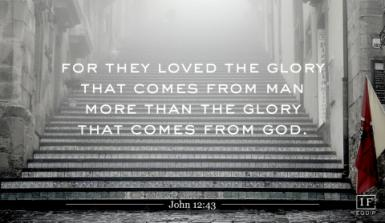 FOR THEY LOVED THE GLORY
THAT COMES FROM MAN
MORE THAN THE GLORY
THAT COMES FROM GOD.
John 12:43
IF
EQUIP